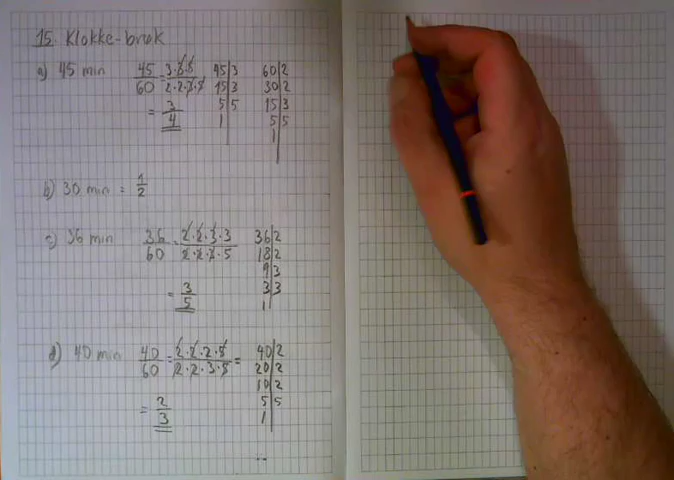 15. Klokke-brøk
a) 45 min 45/60 = 3·3·5/2·2·3·5 45|3 60|2
15|3 30|2
= 3/4 5|5 15|3
1 5|5
1
b) 30 min = 1/2
c) 36 min 36/60 = 2·2·3·3/2·2·3·5 36|2
18|2
9|3
= 3/5 3|3
1
d) 40 min 40/60 = 2·2·2·5/2·2·3·5 = 40|2
20|2
10|2
= 2/3 5|5
1
...